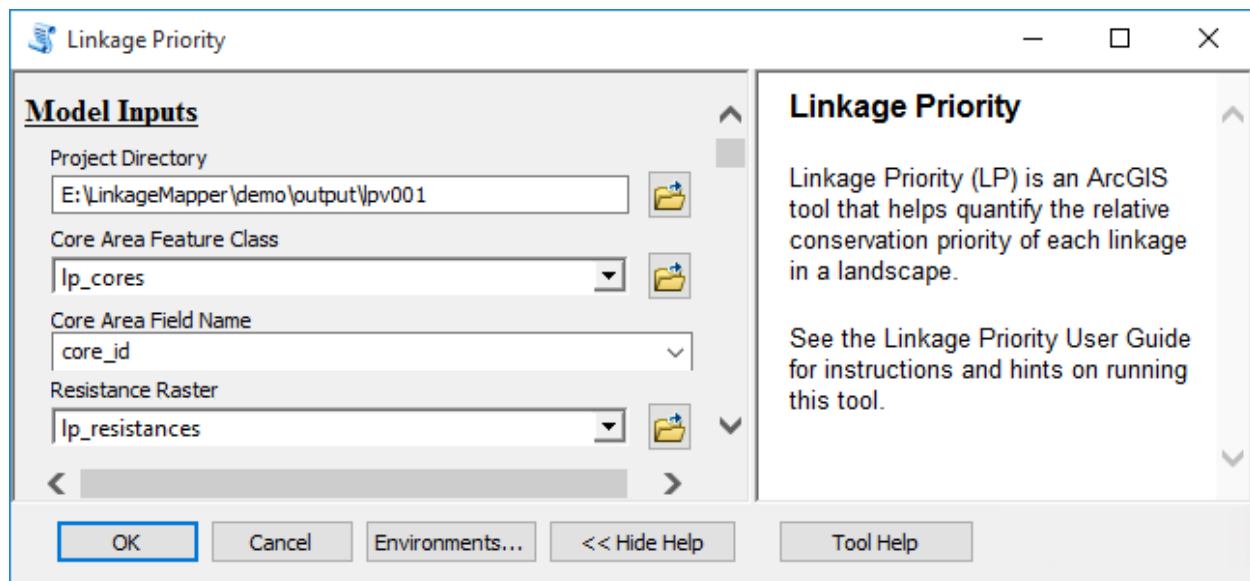 Linkage Priority
Model Inputs
Project Directory
E:\LinkageMapper\demo\output\lpv001
Core Area Feature Class
lp_cores
Core Area Field Name
core_id
Resistance Raster
lp_resistances
Linkage Priority
Linkage Priority (LP) is an ArcGIS
tool that helps quantify the relative
conservation priority of each linkage
in a landscape.
See the Linkage Priority User Guide
for instructions and hints on running
this tool.
OK
Cancel
Environments...
<< Hide Help
Tool Help